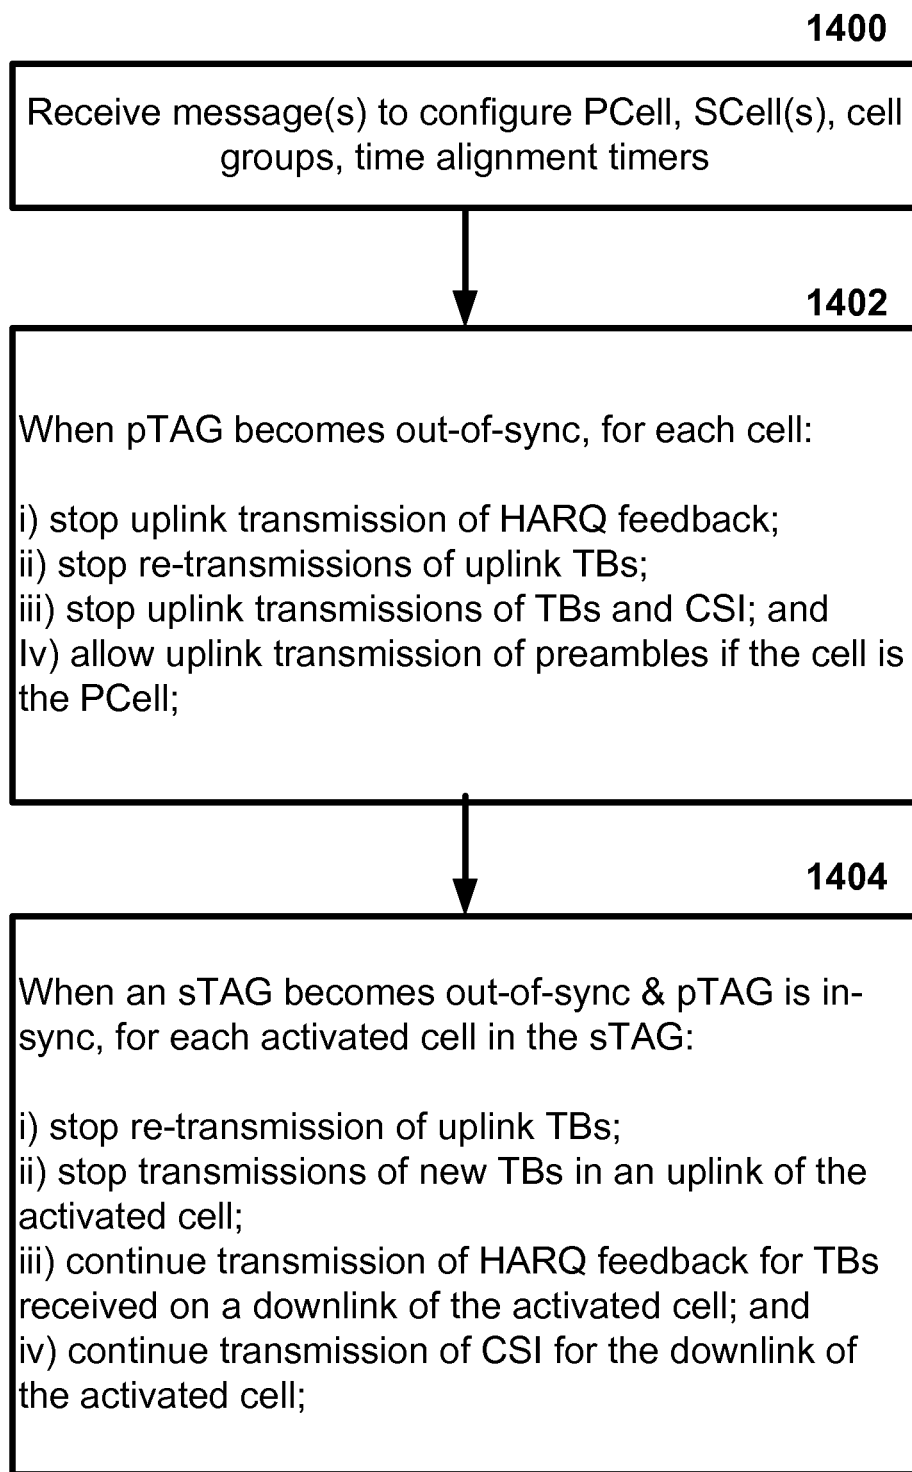 1400
Receive message(s) to configure PCell, SCell(s), cell
groups, time alignment timers
1402
When pTAG becomes out-of-sync, for each cell:
i) stop uplink transmission of HARQ feedback;
ii) stop re-transmissions of uplink TBs;
iii) stop uplink transmissions of TBs and CSI; and
Iv) allow uplink transmission of preambles if the cell is
the PCell;
1404
When an sTAG becomes out-of-sync & pTAG is in-
sync, for each activated cell in the sTAG:
i) stop re-transmission of uplink TBs;
ii) stop transmissions of new TBs in an uplink of the
activated cell;
iii) continue transmission of HARQ feedback for TBs
received on a downlink of the activated cell; and
iv) continue transmission of CSI for the downlink of
the activated cell;